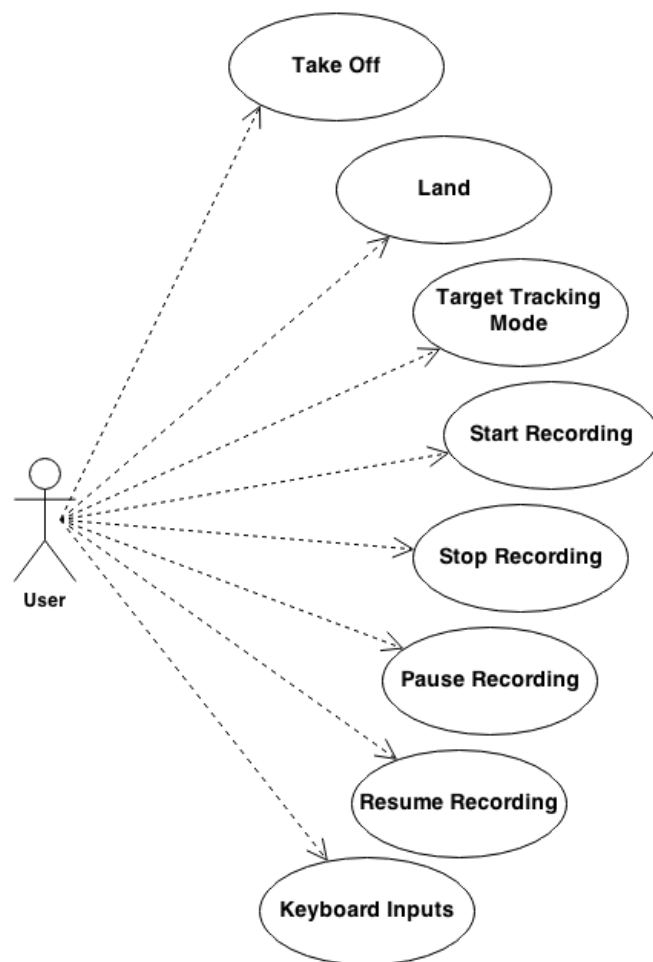 Take Off
Land
Target Tracking
Mode
Start Recording
Stop Recording
User
Pause Recording
Resume Recording
Keyboard Inputs